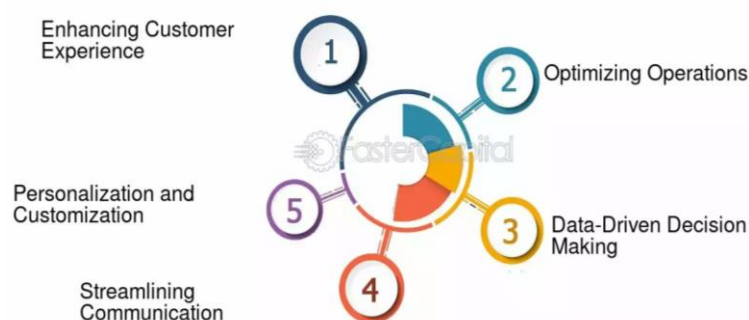 Enhancing Customer
Experience
1
2
Optimizing Operations
FasterCapital
Personalization and
Customization
5
3
Data-Driven Decision
Making
Streamlining
Communication
4